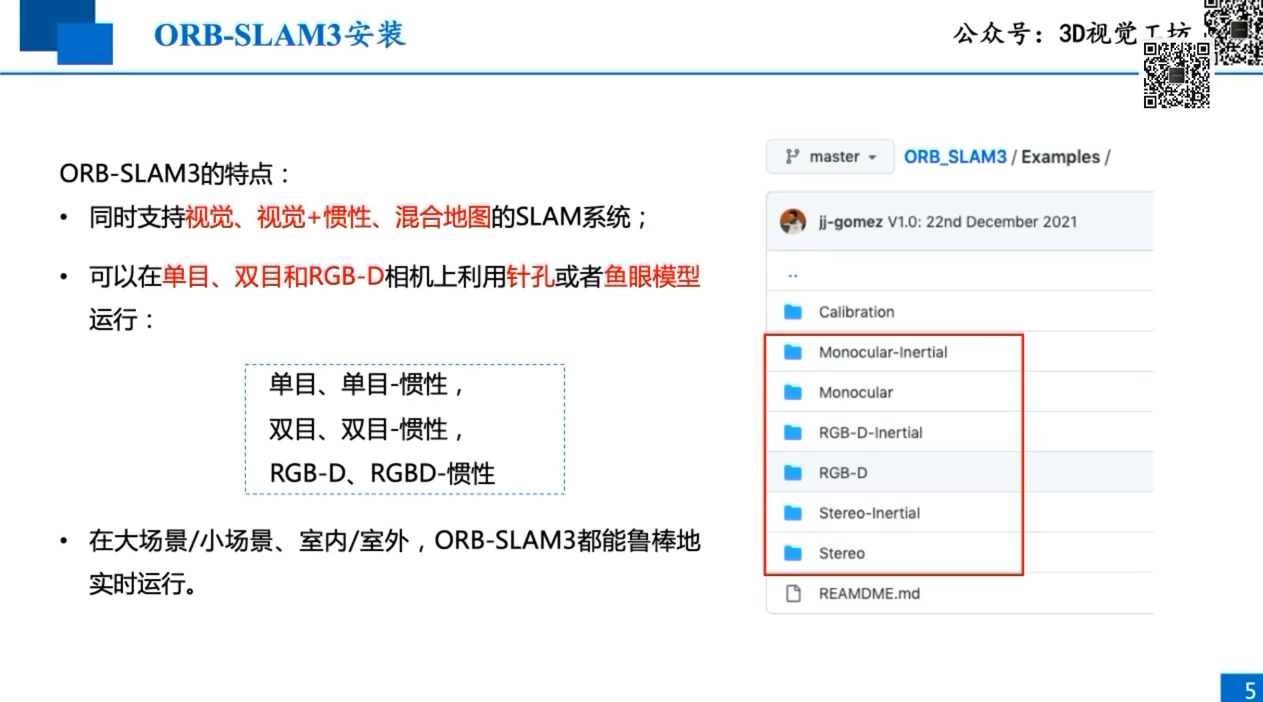 ORB-SLAM3安装
公众号：3D视觉工坊
ORB-SLAM3的特点：
• 同时支持视觉、视觉+惯性、混合地图的SLAM系统；
• 可以在单目、双目和RGB-D相机上利用针孔或者鱼眼模型
运行：
单目、单目-惯性，
双目、双目-惯性，
RGB-D、RGBD-惯性
• 在大场景/小场景、室内/室外，ORB-SLAM3都能鲁棒地
实时运行。
master ORB_SLAM3 / Examples /
jj-gomez V1.0: 22nd December 2021
..
Calibration
Monocular-Inertial
Monocular
RGB-D-Inertial
RGB-D
Stereo-Inertial
Stereo
REAMDME.md
5